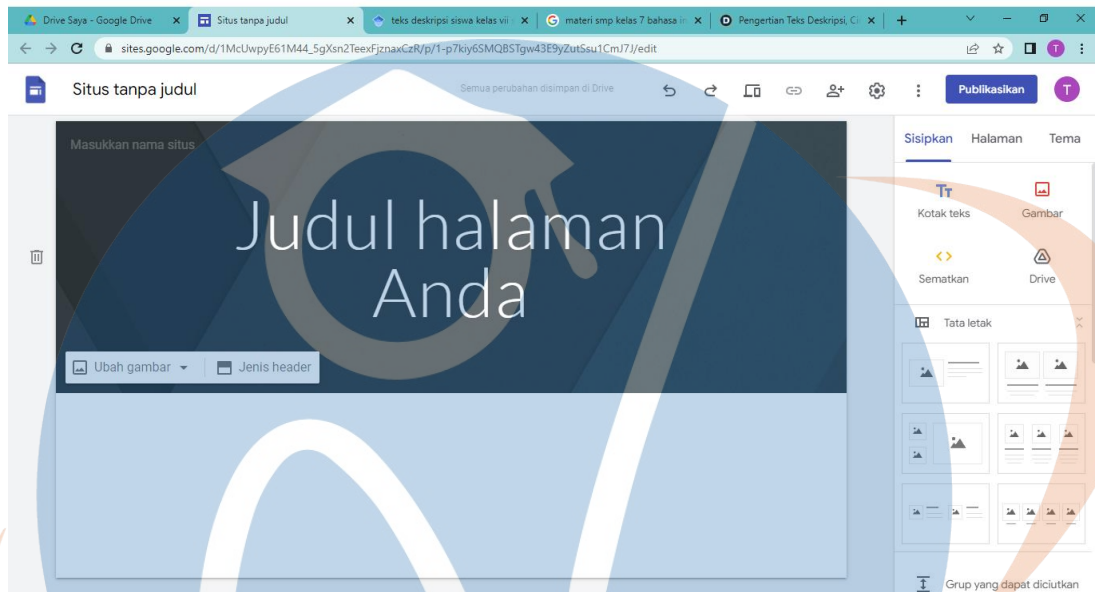 Drive Saya - Google Drive
Situs tanpa judul
teks deskripsi siswa kelas vii
materi smp kelas 7 bahasa in
Pengertian Teks Deskripsi, Ci
sites.google.com/d/1McUwpyE61M44_5gXsn2TeexFjznaxCzR/p/1-p7kiy6SMQBSTgw43E9yZutSsu1CmJ7J/edit
T
Situs tanpa judul
Semua perubahan disimpan di Drive
Publikasikan
T
Masukkan nama situs
Judul halaman
Anda
Ubah gambar
Jenis header
Sisipkan
Halaman
Tema
Kotak teks
Gambar
Sematkan
Drive
Tata letak
Grup yang dapat diciutkan